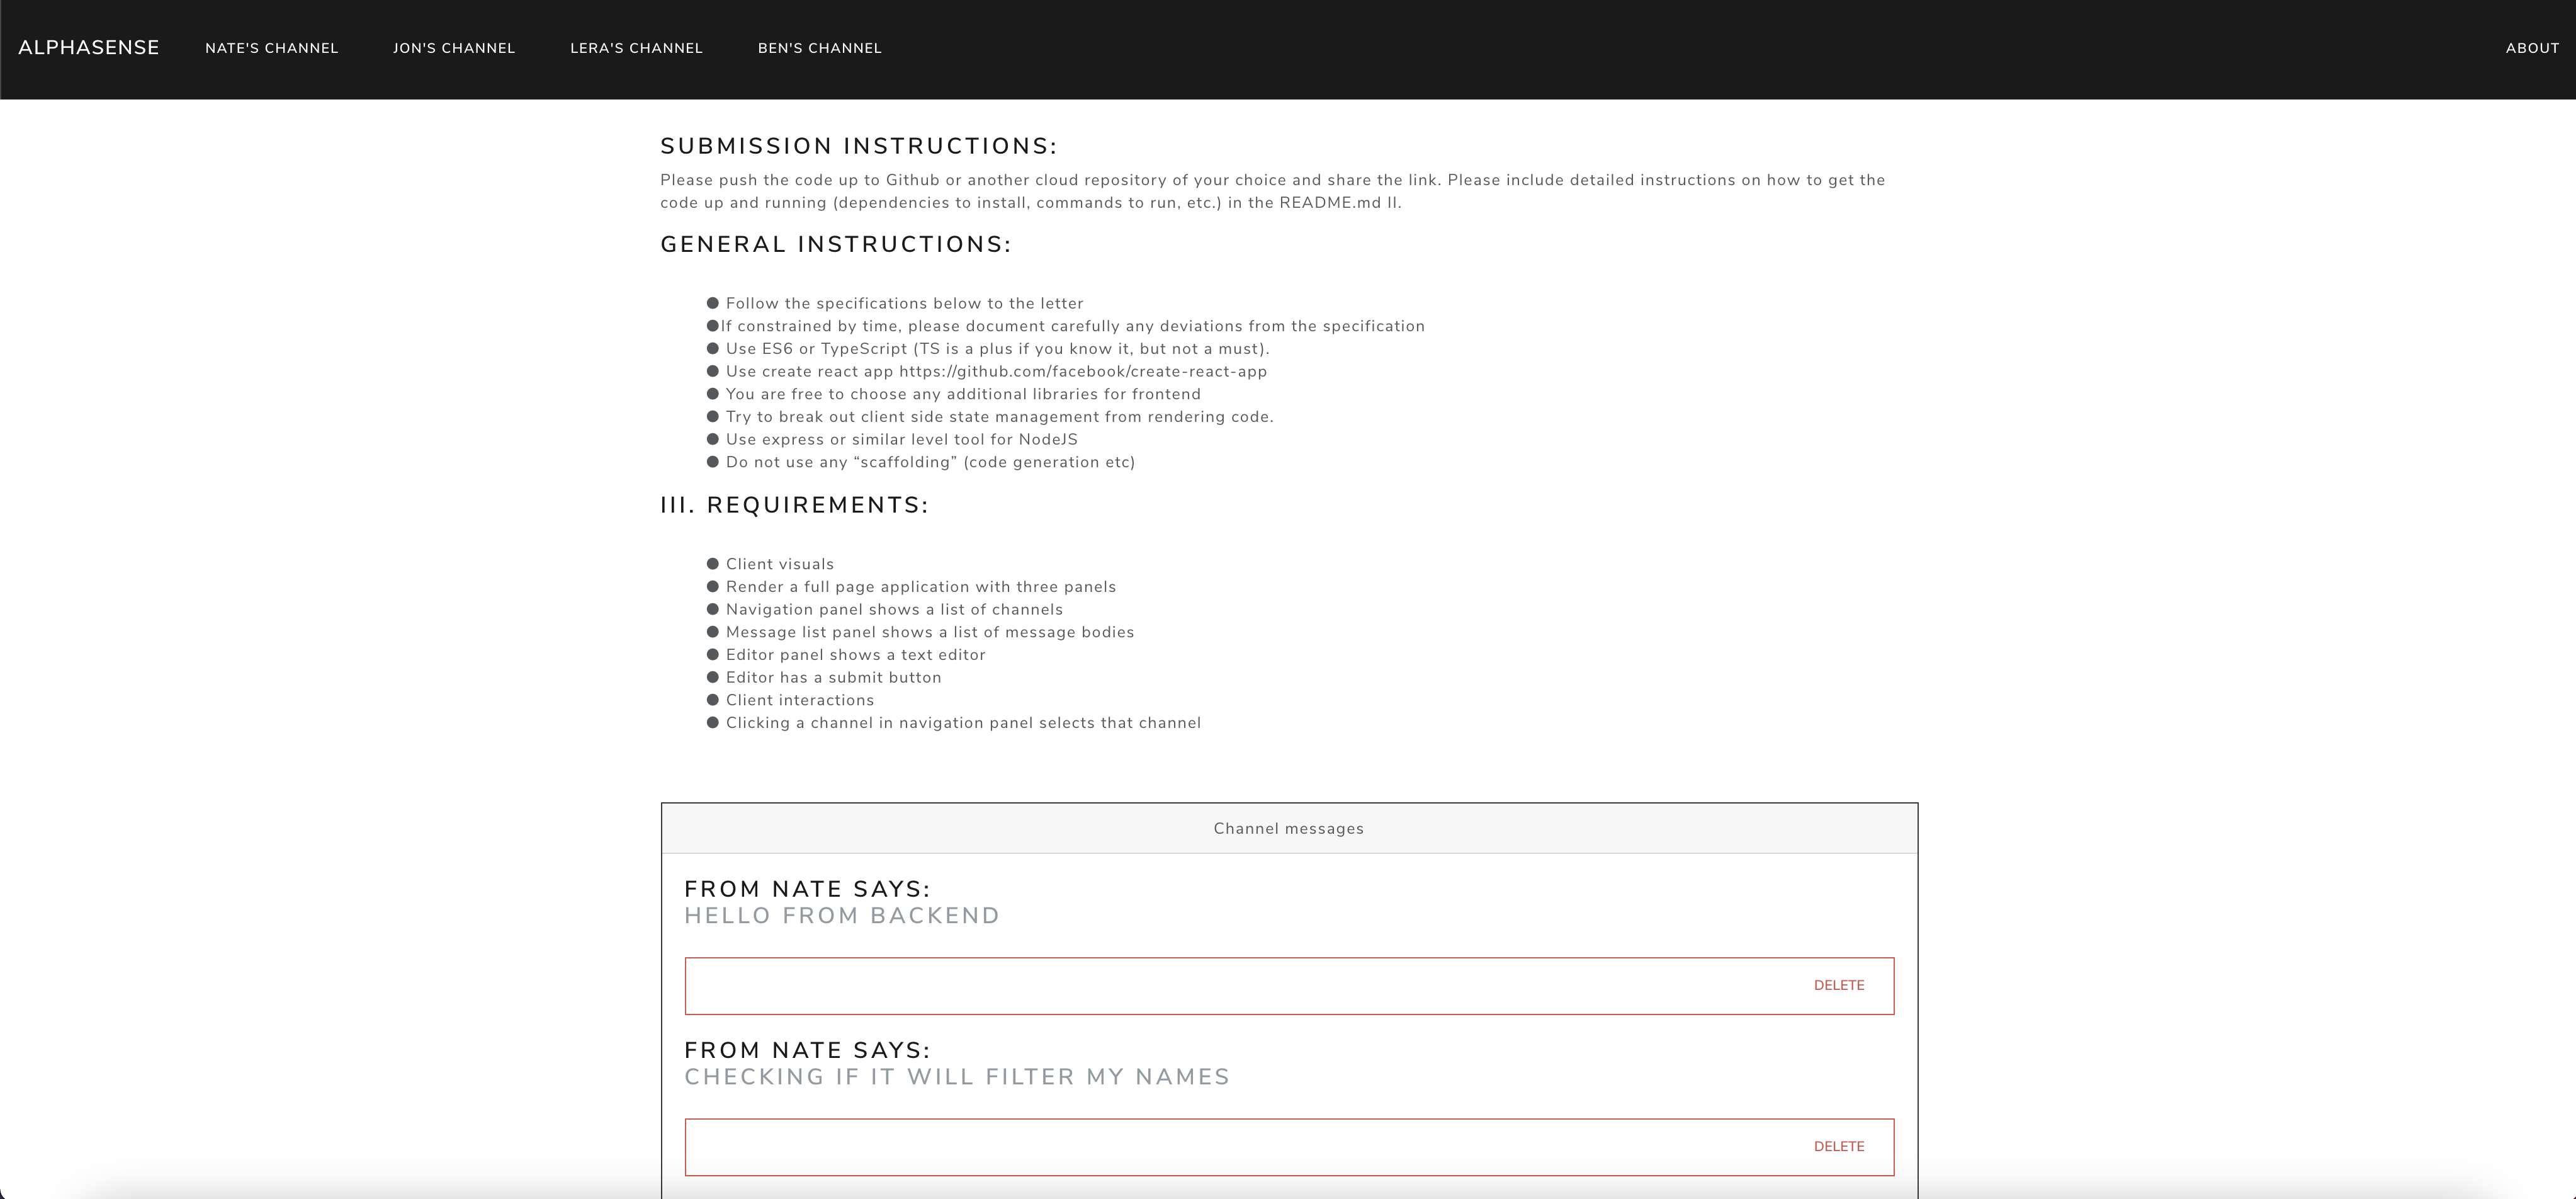 ALPHASENSE NATE'S CHANNEL JON'S CHANNEL LERA'S CHANNEL BEN'S CHANNEL ABOUT
SUBMISSION INSTRUCTIONS:
Please push the code up to Github or another cloud repository of your choice and share the link. Please include detailed instructions on how to get the
code up and running (dependencies to install, commands to run, etc.) in the README.md II.
GENERAL INSTRUCTIONS:
● Follow the specifications below to the letter
●If constrained by time, please document carefully any deviations from the specification
● Use ES6 or TypeScript (TS is a plus if you know it, but not a must).
● Use create react app https://github.com/facebook/create-react-app
● You are free to choose any additional libraries for frontend
● Try to break out client side state management from rendering code.
● Use express or similar level tool for NodeJS
● Do not use any “scaffolding” (code generation etc)
III. REQUIREMENTS:
● Client visuals
● Render a full page application with three panels
● Navigation panel shows a list of channels
● Message list panel shows a list of message bodies
● Editor panel shows a text editor
● Editor has a submit button
● Client interactions
● Clicking a channel in navigation panel selects that channel
Channel messages
FROM NATE SAYS:
HELLO FROM BACKEND
DELETE
FROM NATE SAYS:
CHECKING IF IT WILL FILTER MY NAMES
DELETE